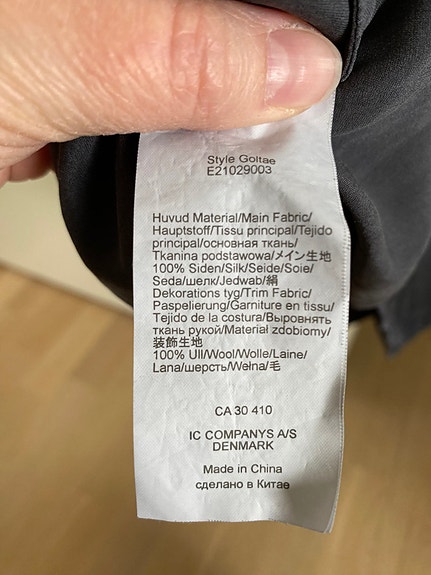 Style Goltae
E21029003
Huvud Material/Main Fabric/
Hauptstoff/Tissu principal/Tejido
principal/основная ткань/
Tkanina podstawowa/メイン生地
100% Siden/Silk/Seide/Soie/
Seda/шелк/Jedwab/絹
Dekorations tyg/Trim Fabric/
Paspelierung/Garniture en tissu/
Tejido de la costura/Выровнять
ткань рукой/Materiał zdobiomy/
装飾生地
100% Ull/Wool/Wolle/Laine/
Lana/шерсть/Wełna/毛
CA 30 410
IC COMPANYS A/S
DENMARK
Made in China
сделано в Китае